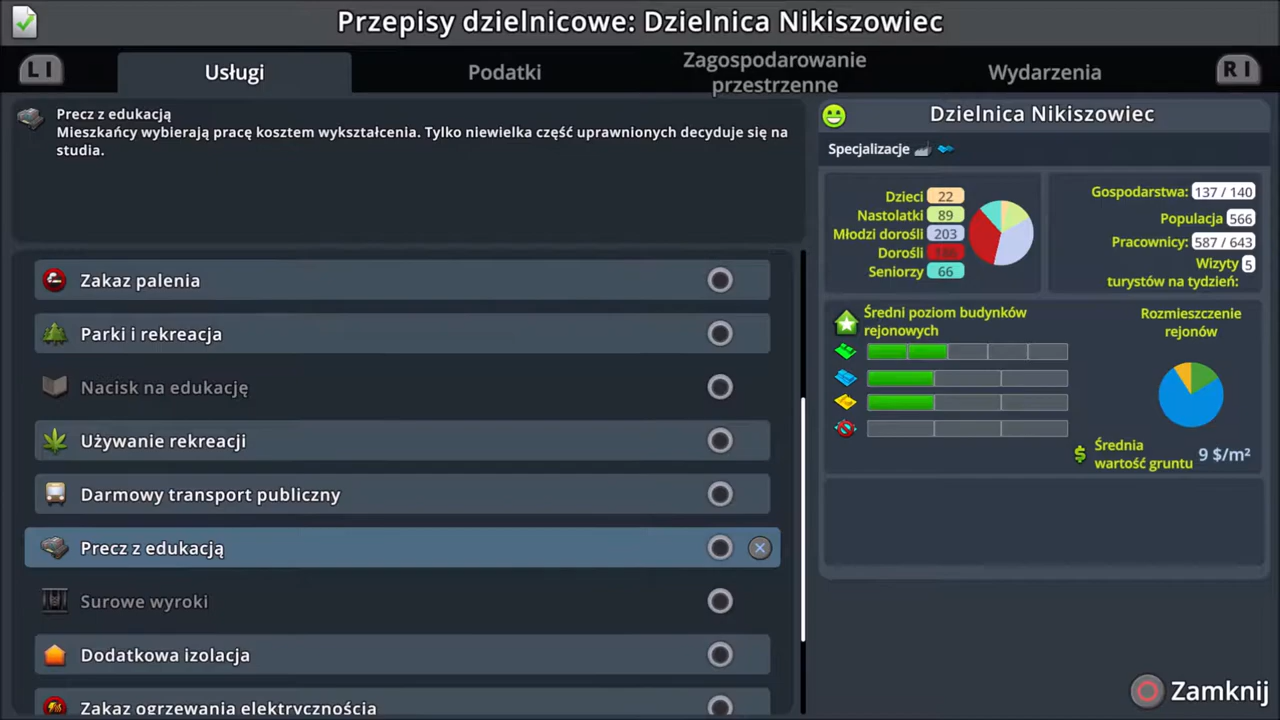 Przepisy dzielnicowe: Dzielnica Nikiszowiec
L1
Usługi
Podatki
Zagospodarowanie
przestrzenne
Wydarzenia
R1
Precz z edukacją
Mieszkańcy wybierają pracę kosztem wykształcenia. Tylko niewielka część uprawnionych decyduje się na
studia.
Zakaz palenia
Parki i rekreacja
Nacisk na edukację
Używanie rekreacji
Darmowy transport publiczny
Precz z edukacją
Surowe wyroki
Dodatkowa izolacja
Zakaz ogrzewania elektrycznością
Dzielnica Nikiszowiec
Specjalizacje
Dzieci 22
Nastolatki 89
Młodzi dorośli 203
Dorośli
Seniorzy 66
Gospodarstwa: 137 / 140
Populacja 566
Pracownicy: 587 / 643
Wizyty 5
turystów na tydzień:
Średni poziom budynków
rejonowych
Rozmieszczenie
rejonów
Średnia
wartość gruntu 9 $/m²
Zamknij